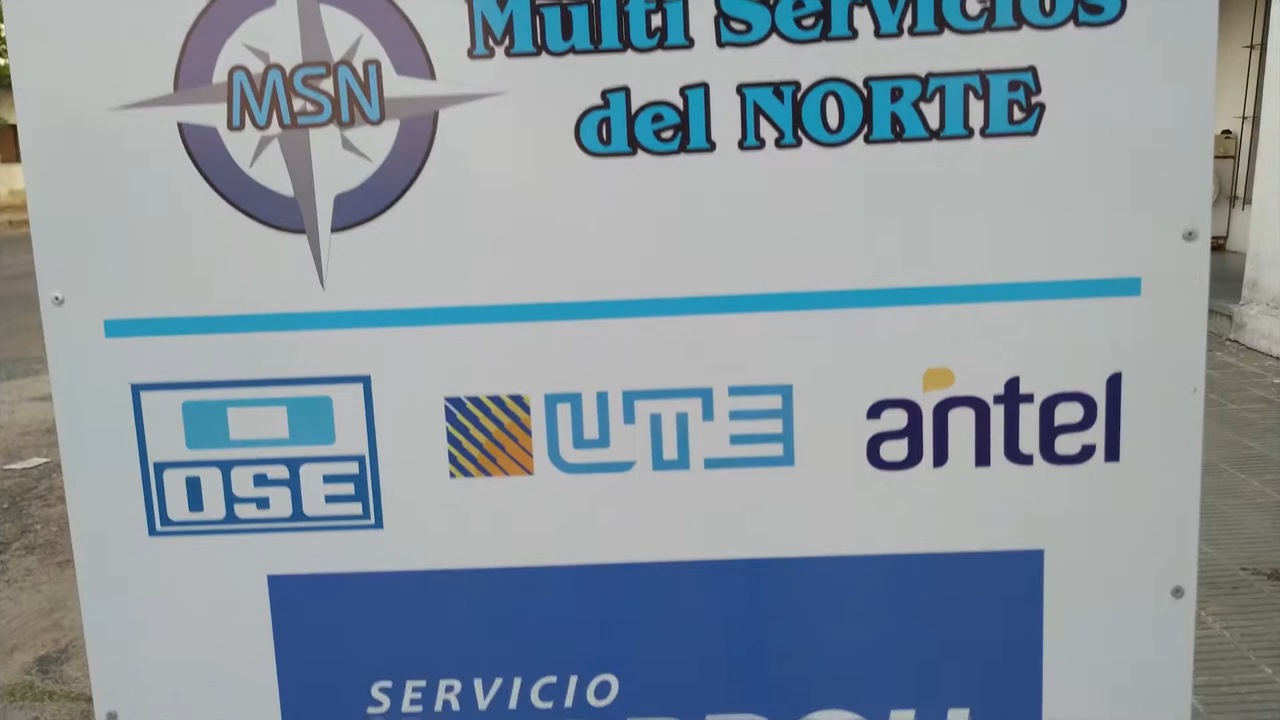 MSN
Multi Servicios
del NORTE
OSE
UTE
antel
SERVICIO